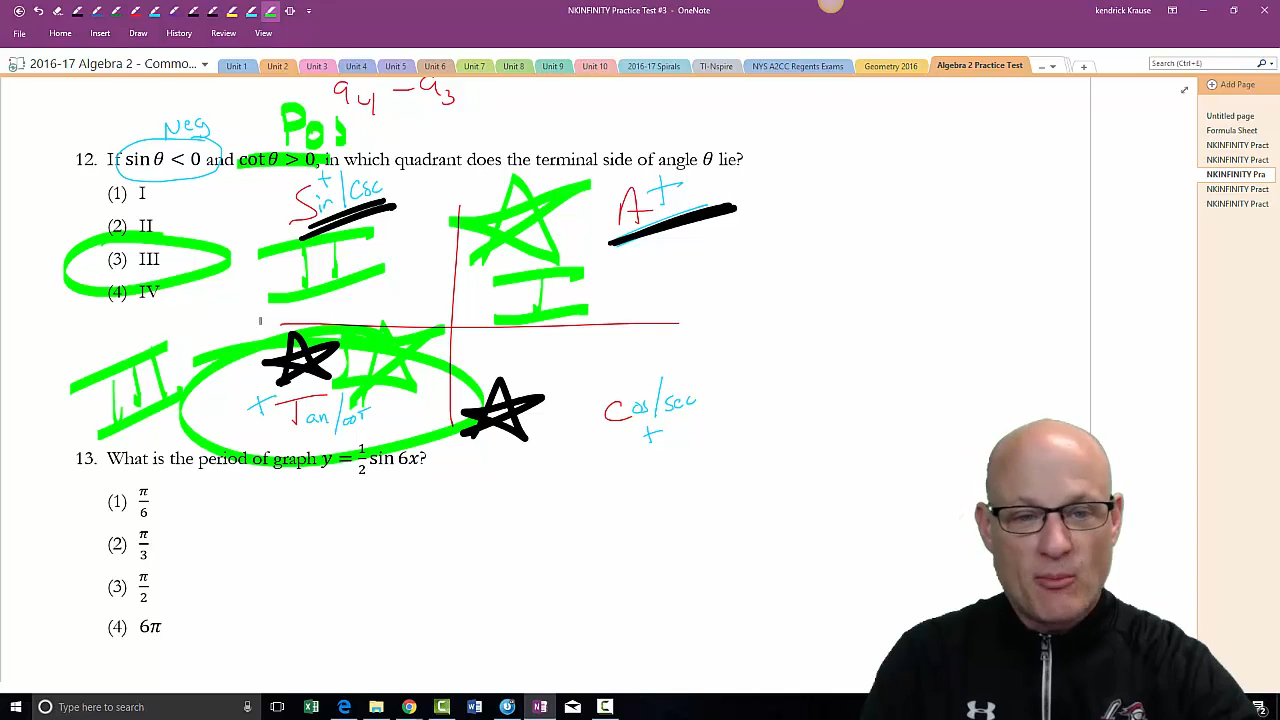 NKINFINITY Practice Test #3 - OneNote
kendrick Krause
File Home Insert Draw History Review View
2016-17 Algebra 2 - Commo...
Unit 1 Unit 2 Unit 3 Unit 4 Unit 5 Unit 6 Unit 7 Unit 8 Unit 9 Unit 10 2016-17 Spirals TI-Nspire NYS A2CC Regents Exams Geometry 2016 Algebra 2 Practice Test
Search (Ctrl+E)
Add Page
Untitled page
Formula Sheet
NKINFINITY Pract
NKINFINITY Pract
NKINFINITY Pra
NKINFINITY Pract
NKINFINITY Pract
a4 - a3
Neg
Pos
12. If sin θ < 0 and cot θ > 0, in which quadrant does the terminal side of angle θ lie?
(1) I
(2) II
(3) III
(4) IV
+
Sin/csc
A+
II
I
III
+ Tan/cot
Cos/sec
+
13. What is the period of graph y = 1/2 sin 6x?
(1) π/6
(2) π/3
(3) π/2
(4) 6π
Type here to search